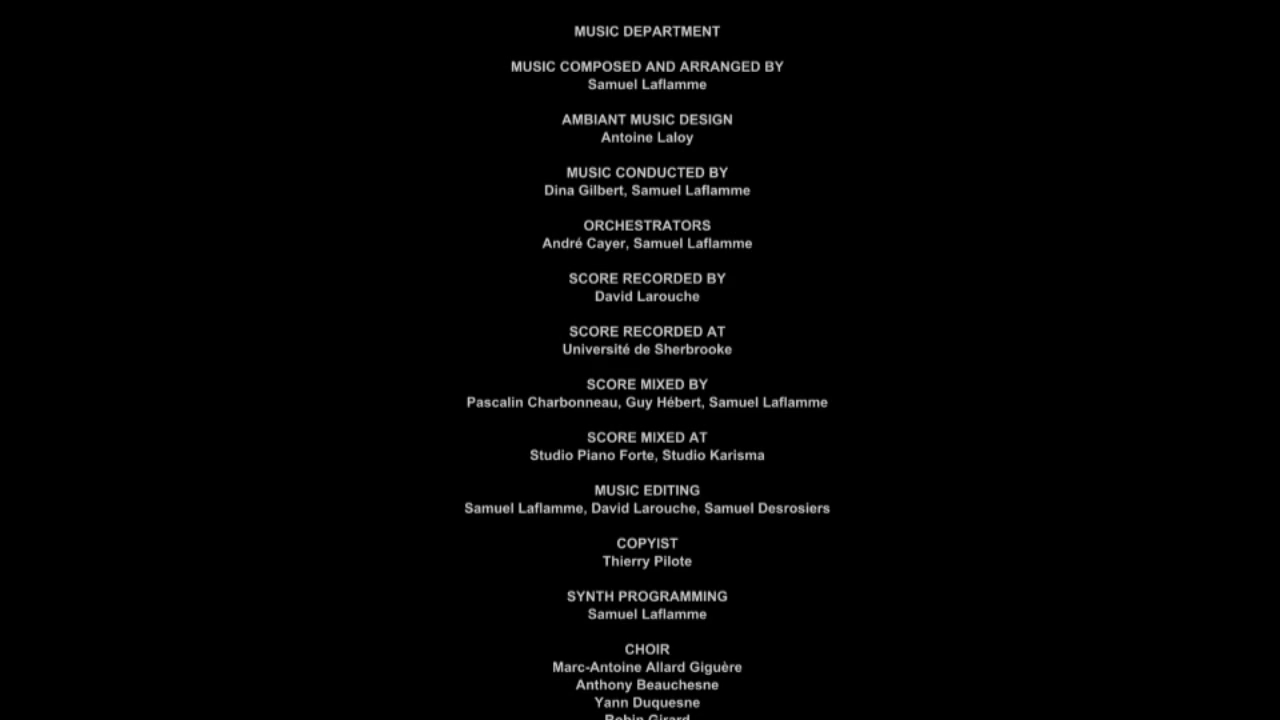 MUSIC DEPARTMENT
MUSIC COMPOSED AND ARRANGED BY
Samuel Laflamme
AMBIANT MUSIC DESIGN
Antoine Laloy
MUSIC CONDUCTED BY
Dina Gilbert, Samuel Laflamme
ORCHESTRATORS
André Cayer, Samuel Laflamme
SCORE RECORDED BY
David Larouche
SCORE RECORDED AT
Université de Sherbrooke
SCORE MIXED BY
Pascalin Charbonneau, Guy Hébert, Samuel Laflamme
SCORE MIXED AT
Studio Piano Forte, Studio Karisma
MUSIC EDITING
Samuel Laflamme, David Larouche, Samuel Desrosiers
COPYIST
Thierry Pilote
SYNTH PROGRAMMING
Samuel Laflamme
CHOIR
Marc-Antoine Allard Giguère
Anthony Beauchesne
Yann Duquesne
Robin Girard